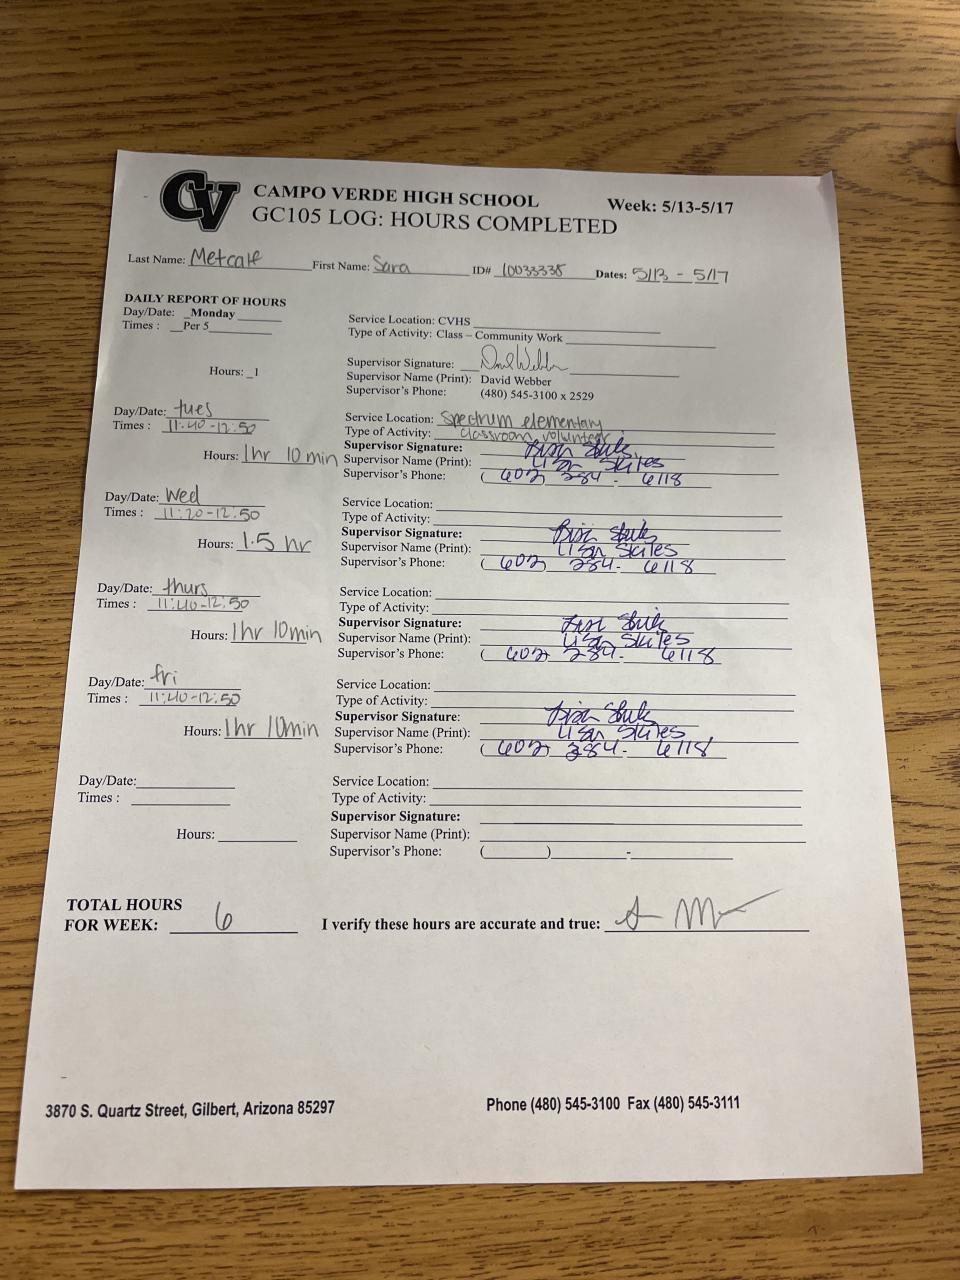 CV CAMPO VERDE HIGH SCHOOL Week: 5/13-5/17
GC105 LOG: HOURS COMPLETED
Last Name: Metcalf First Name: Sara ID# 10033338 Dates: 5/13 - 5/17
DAILY REPORT OF HOURS
Day/Date: Monday
Times : Per 5
Hours: 1
Service Location: CVHS
Type of Activity: Class – Community Work
Supervisor Signature: David Webber
Supervisor Name (Print): David Webber
Supervisor's Phone: (480) 545-3100 x 2529
Day/Date: tues
Times : 11:40-12:50
Hours: 1hr 10 min
Service Location: Spectrum elementary
Type of Activity: classroom volunteer
Supervisor Signature:
Supervisor Name (Print): Lisa Skiles
Supervisor's Phone: (602) 284-6118
Day/Date: Wed
Times : 11:20-12:50
Hours: 1.5 hr
Service Location:
Type of Activity:
Supervisor Signature:
Supervisor Name (Print): Lisa Skiles
Supervisor's Phone: (602) 284-6118
Day/Date: thurs
Times : 11:40-12:50
Hours: 1hr 10min
Service Location:
Type of Activity:
Supervisor Signature:
Supervisor Name (Print): Lisa Skiles
Supervisor's Phone: (602) 284-6118
Day/Date: fri
Times : 11:40-12:50
Hours: 1hr 10min
Service Location:
Type of Activity:
Supervisor Signature:
Supervisor Name (Print): Lisa Skiles
Supervisor's Phone: (602) 284-6118
Day/Date:
Times :
Hours:
Service Location:
Type of Activity:
Supervisor Signature:
Supervisor Name (Print):
Supervisor's Phone: ( ) -
TOTAL HOURS
FOR WEEK: 6 I verify these hours are accurate and true:
3870 S. Quartz Street, Gilbert, Arizona 85297 Phone (480) 545-3100 Fax (480) 545-3111